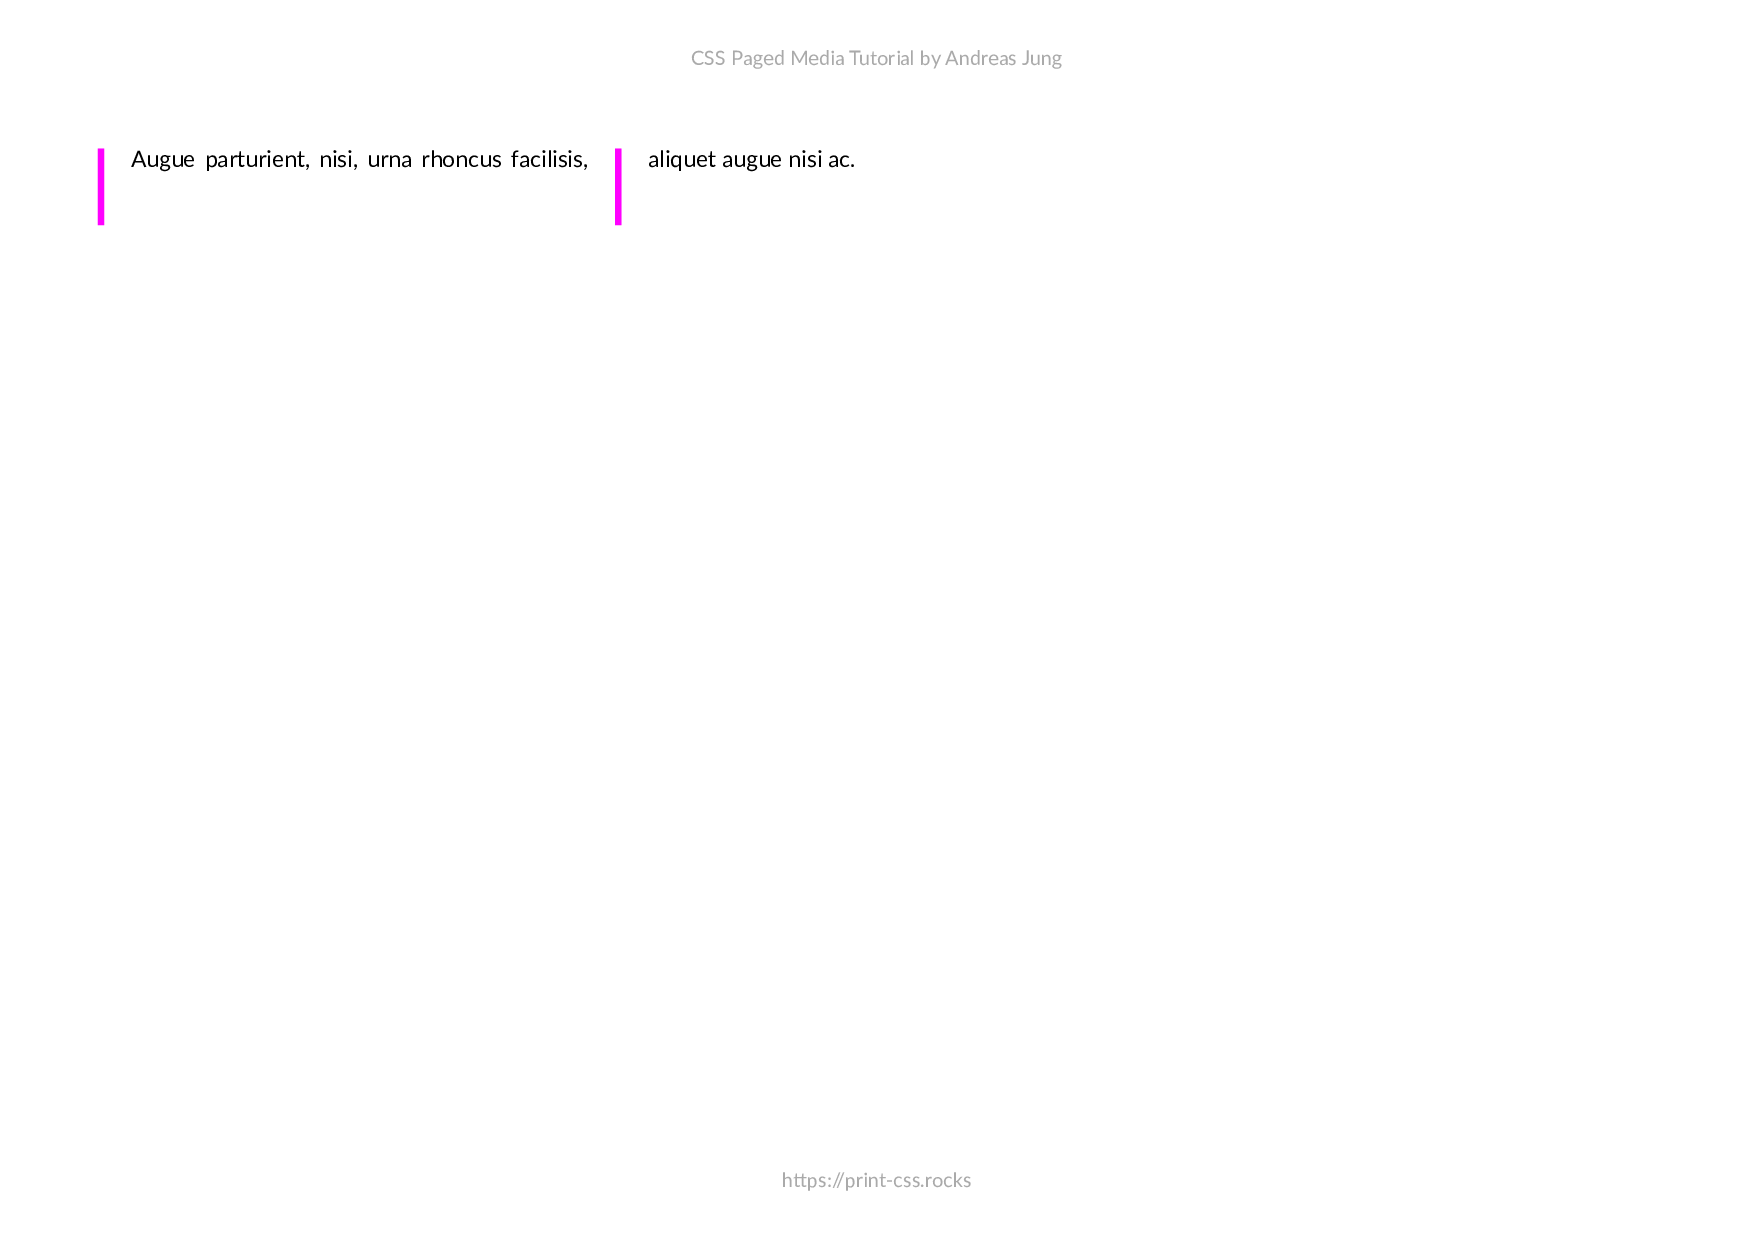 CSS Paged Media Tutorial by Andreas Jung
Augue parturient, nisi, urna rhoncus facilisis,
aliquet augue nisi ac.
https://print-css.rocks